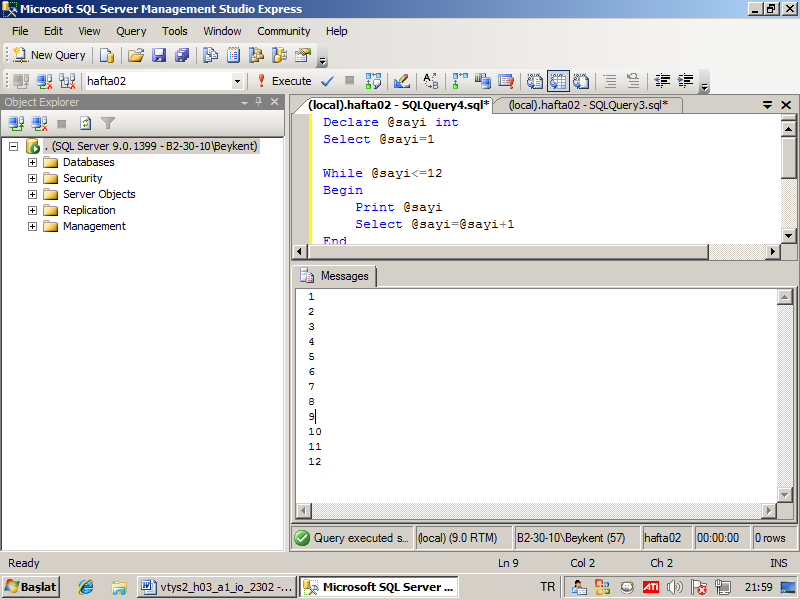 Microsoft SQL Server Management Studio Express
File Edit View Query Tools Window Community Help
New Query
hafta02 Execute
Object Explorer
. (SQL Server 9.0.1399 - B2-30-10\Beykent)
Databases
Security
Server Objects
Replication
Management
(local).hafta02 - SQLQuery4.sql* (local).hafta02 - SQLQuery3.sql*
Declare @sayi int
Select @sayi=1
While @sayi<=12
Begin
Print @sayi
Select @sayi=@sayi+1
End
Messages
1
2
3
4
5
6
7
8
9
10
11
12
Query executed s... (local) (9.0 RTM) B2-30-10\Beykent (57) hafta02 00:00:00 0 rows
Ready Ln 9 Col 2 Ch 2 INS
Başlat vtys2_h03_a1_io_2302 -... Microsoft SQL Server ... TR ATI 21:59